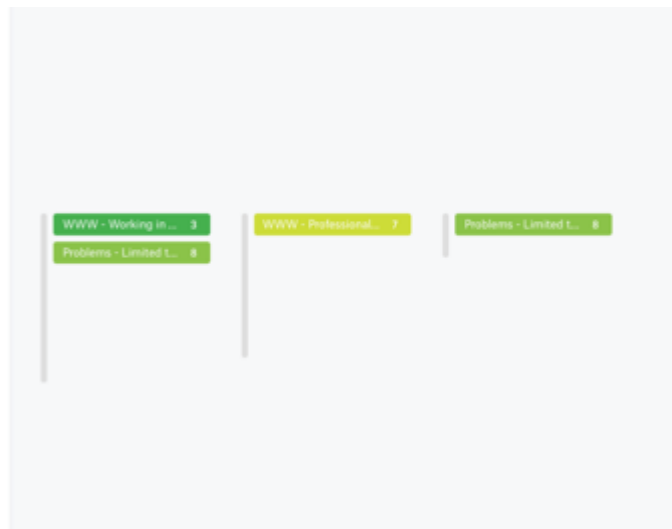 WWW - Working in ... 3
Problems - Limited t... 8
WWW - Professional... 7
Problems - Limited t... 8